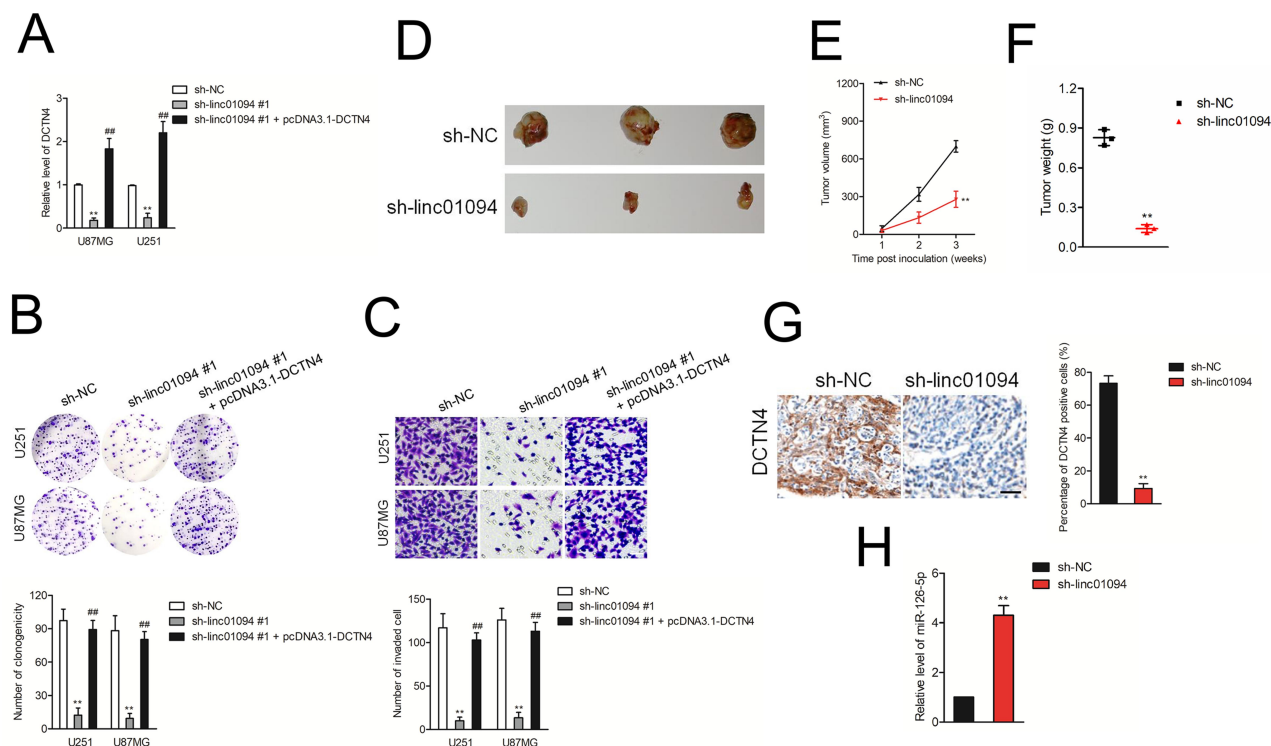 A
sh-NC
sh-linc01094 #1
sh-linc01094 #1 + pcDNA3.1-DCTN4
Relative level of DCTN4
3
2
1
0
##
##
**
**
U87MG
U251
B
sh-NC
sh-linc01094 #1
sh-linc01094 #1
+ pcDNA3.1-DCTN4
U251
U87MG
Number of clonogenicity
120
90
60
30
0
##
##
**
**
U251
U87MG
sh-NC
sh-linc01094 #1
sh-linc01094 #1 + pcDNA3.1-DCTN4
C
sh-NC
sh-linc01094 #1
sh-linc01094 #1
+ pcDNA3.1-DCTN4
U251
U87MG
Number of invaded cell
150
100
50
0
##
##
**
**
U251
U87MG
sh-NC
sh-linc01094 #1
sh-linc01094 #1 + pcDNA3.1-DCTN4
D
sh-NC
sh-linc01094
E
sh-NC
sh-linc01094
Tumor volume (mm3)
1200
900
600
300
0
**
1
2
3
Time post inoculation (weeks)
F
sh-NC
sh-linc01094
Tumor weight (g)
1.2
0.9
0.6
0.3
0.0
**
G
sh-NC
sh-linc01094
DCTN4
Percentage of DCTN4 positive cells (%)
80
60
40
20
0
**
sh-NC
sh-linc01094
H
Relative level of miR-126-5p
6
4
2
0
**
sh-NC
sh-linc01094